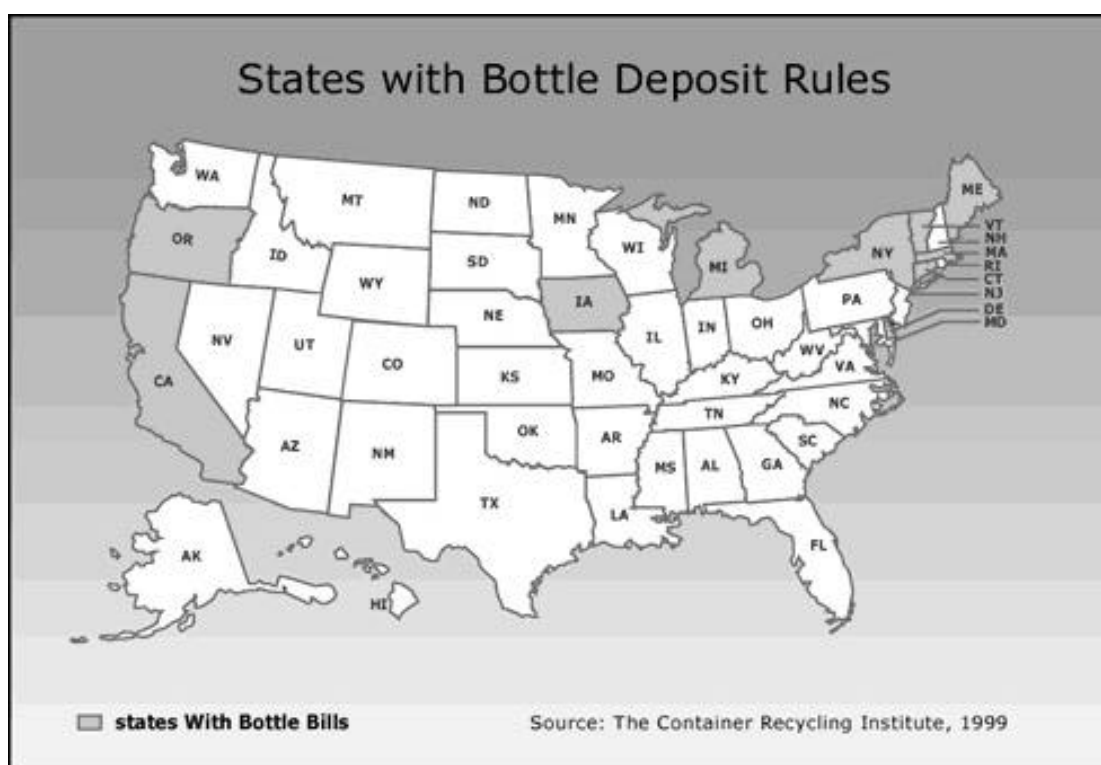 States with Bottle Deposit Rules
WA
MT
ND
MN
ME
VT
NH
MA
RI
CT
NJ
DE
MD
OR
ID
WY
SD
WI
MI
NY
IA
NE
PA
NV
UT
CO
KS
MO
IL
IN
OH
WV
VA
KY
CA
AZ
NM
OK
AR
TN
NC
SC
MS
AL
GA
TX
LA
FL
AK
HI
states With Bottle Bills
Source: The Container Recycling Institute, 1999